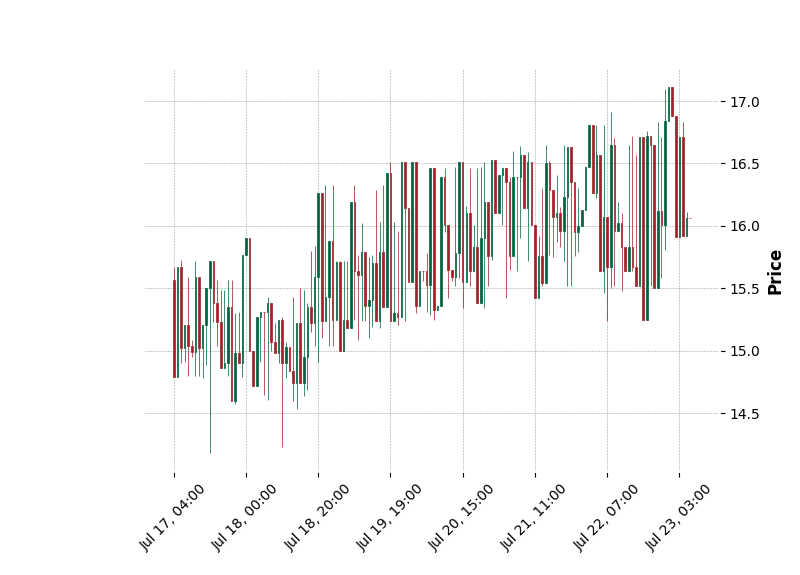 17.0
16.5
16.0
15.5
15.0
14.5
Price
Jul 17, 04:00
Jul 18, 00:00
Jul 18, 20:00
Jul 19, 19:00
Jul 20, 15:00
Jul 21, 11:00
Jul 22, 07:00
Jul 23, 03:00